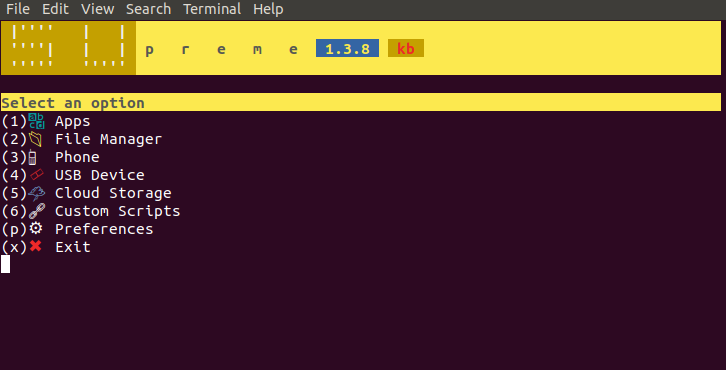 File Edit View Search Terminal Help
|'''' | |
''''| | | p r e m e 1.3.8 kb
''''' '''''
Select an option
(1) Apps
(2) File Manager
(3) Phone
(4) USB Device
(5) Cloud Storage
(6) Custom Scripts
(p) Preferences
(x) Exit